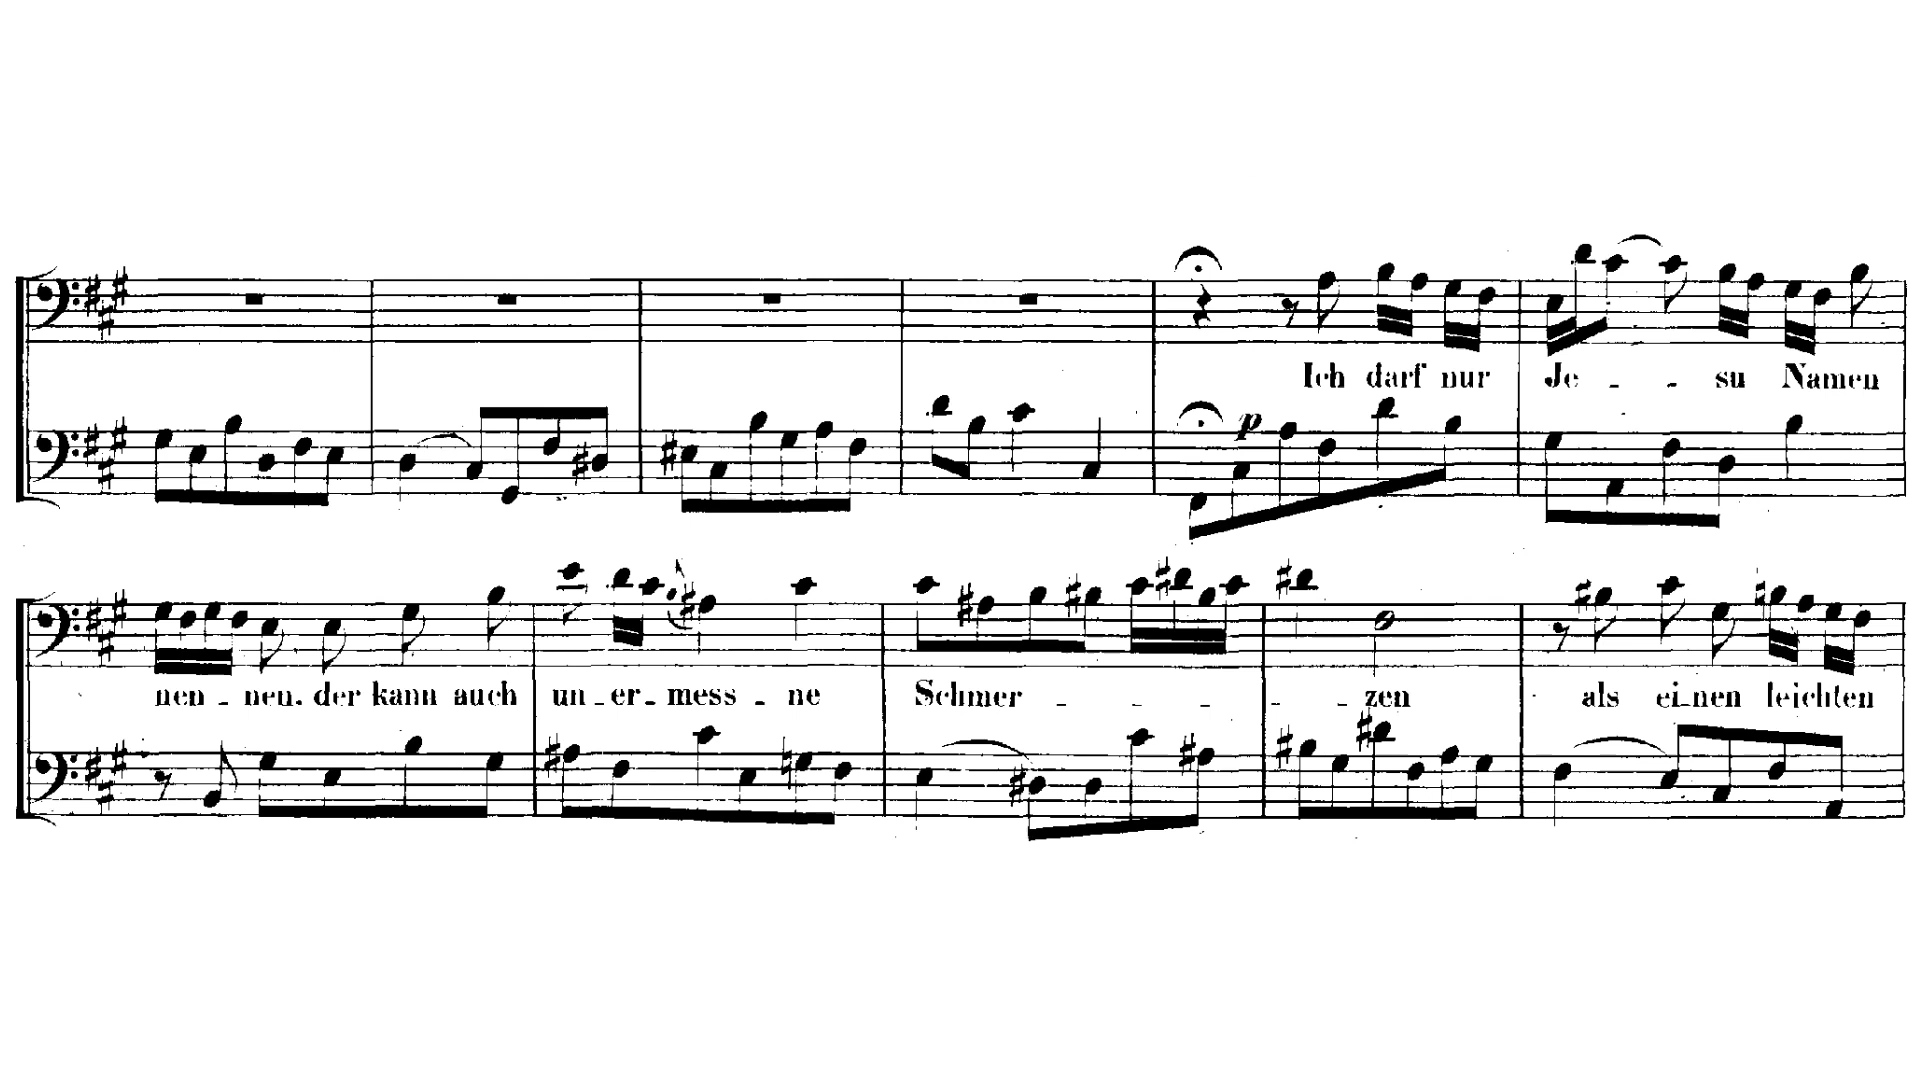 Ich darf nur Je - - su Namen
p
nen - nen. der kann auch un - er - mess - ne Schmer - - - - - - zen als ei - nen leichten